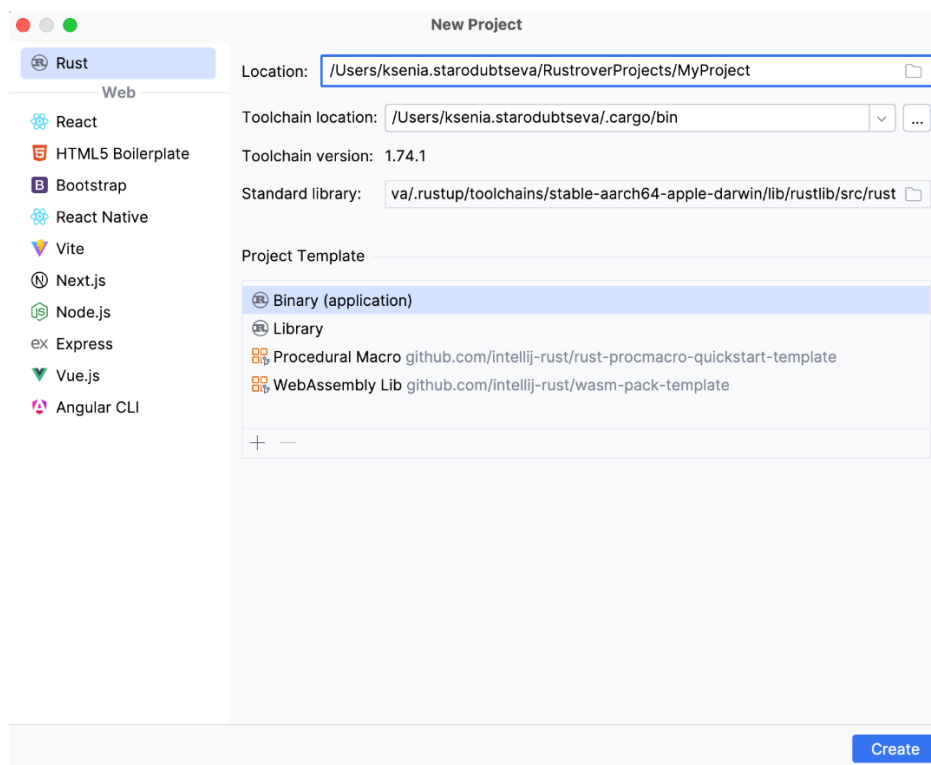 New Project
Rust
Web
React
HTML5 Boilerplate
Bootstrap
React Native
Vite
Next.js
Node.js
ex Express
Vue.js
Angular CLI
Location: /Users/ksenia.starodubtseva/RustroverProjects/MyProject
Toolchain location: /Users/ksenia.starodubtseva/.cargo/bin ...
Toolchain version: 1.74.1
Standard library: va/.rustup/toolchains/stable-aarch64-apple-darwin/lib/rustlib/src/rust
Project Template
Binary (application)
Library
Procedural Macro github.com/intellij-rust/rust-procmacro-quickstart-template
WebAssembly Lib github.com/intellij-rust/wasm-pack-template
Create